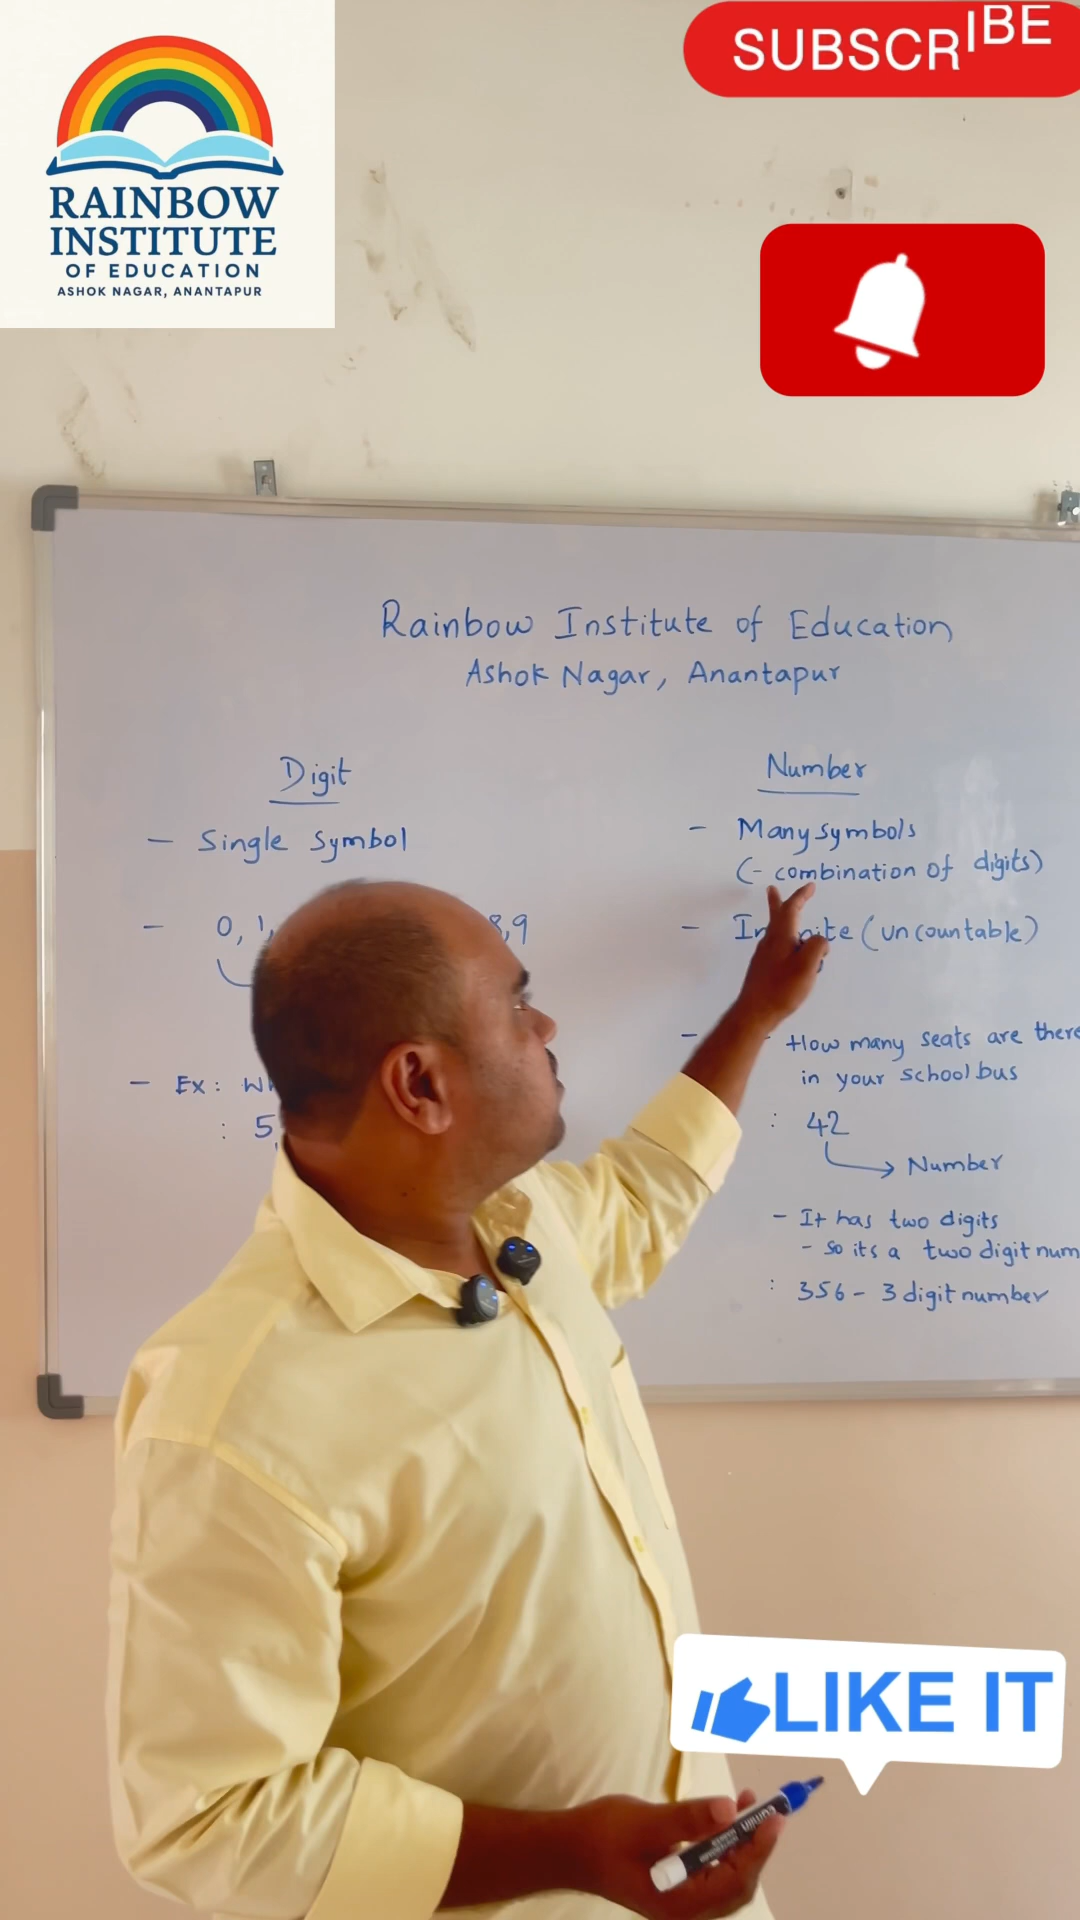 RAINBOW
INSTITUTE
OF EDUCATION
ASHOK NAGAR, ANANTAPUR
SUBSCRIBE
Rainbow Institute of Education
Ashok Nagar, Anantapur
Digit
- Single Symbol
- 0, 1, 8,9
- Ex:
: 5
Number
- Many symbols
(- combination of digits)
- (uncountable)
- How many seats are there
in your school bus
: 42
Number
- It has two digits
- so its a two digit num
: 356 - 3 digit number
LIKE IT